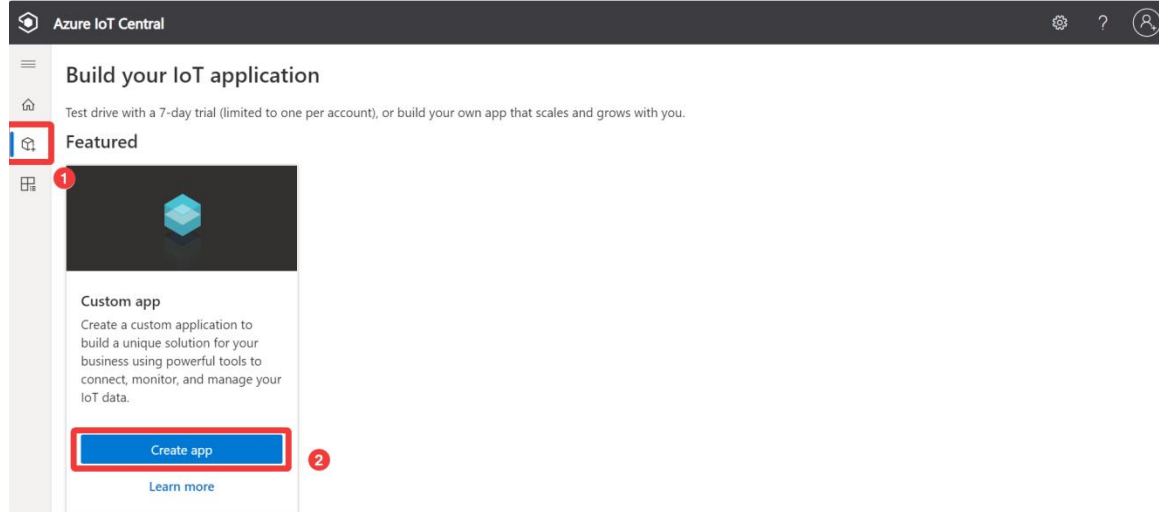 Azure IoT Central
?
Build your IoT application
Test drive with a 7-day trial (limited to one per account), or build your own app that scales and grows with you.
Featured
1
Custom app
Create a custom application to
build a unique solution for your
business using powerful tools to
connect, monitor, and manage your
IoT data.
Create app
2
Learn more